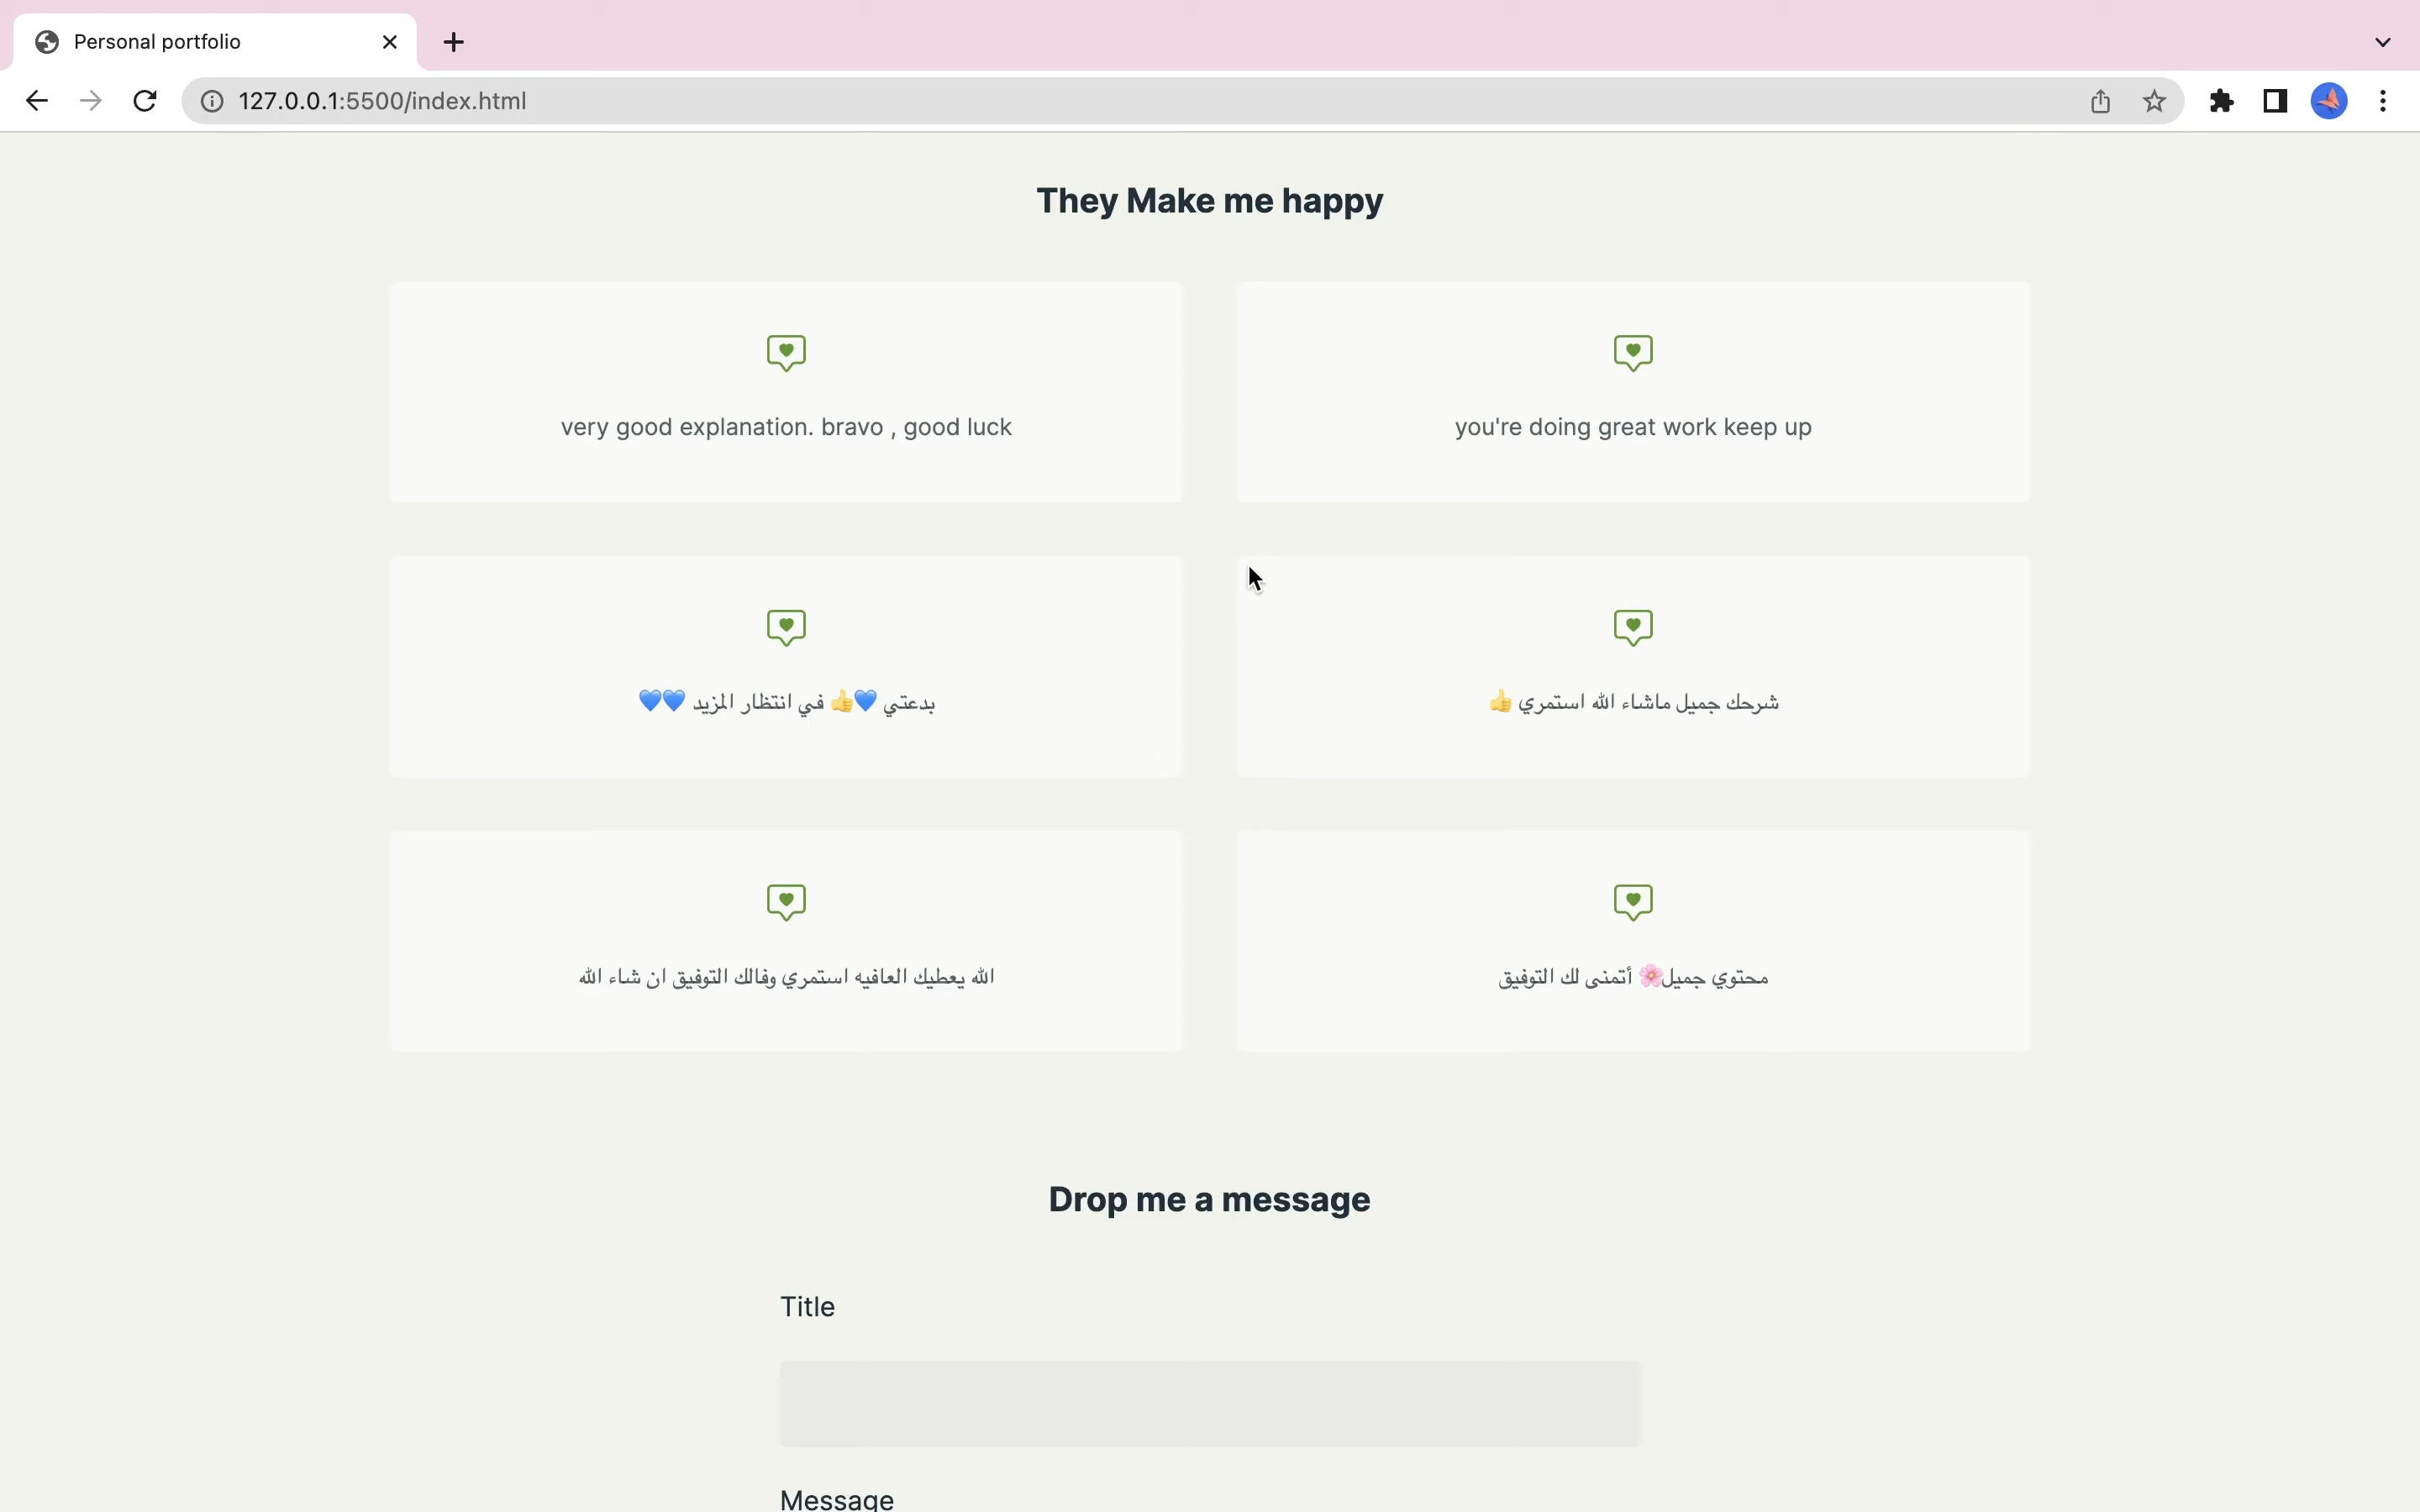 Personal portfolio
127.0.0.1:5500/index.html
They Make me happy
very good explanation. bravo , good luck
you're doing great work keep up
بدعتي 💙👍 في انتظار المزيد 💙💙
شرحك جميل ماشاء الله استمري 👍
الله يعطيك العافيه استمري وفالك التوفيق ان شاء الله
محتوي جميل🌸 أتمنى لك التوفيق
Drop me a message
Title
Message